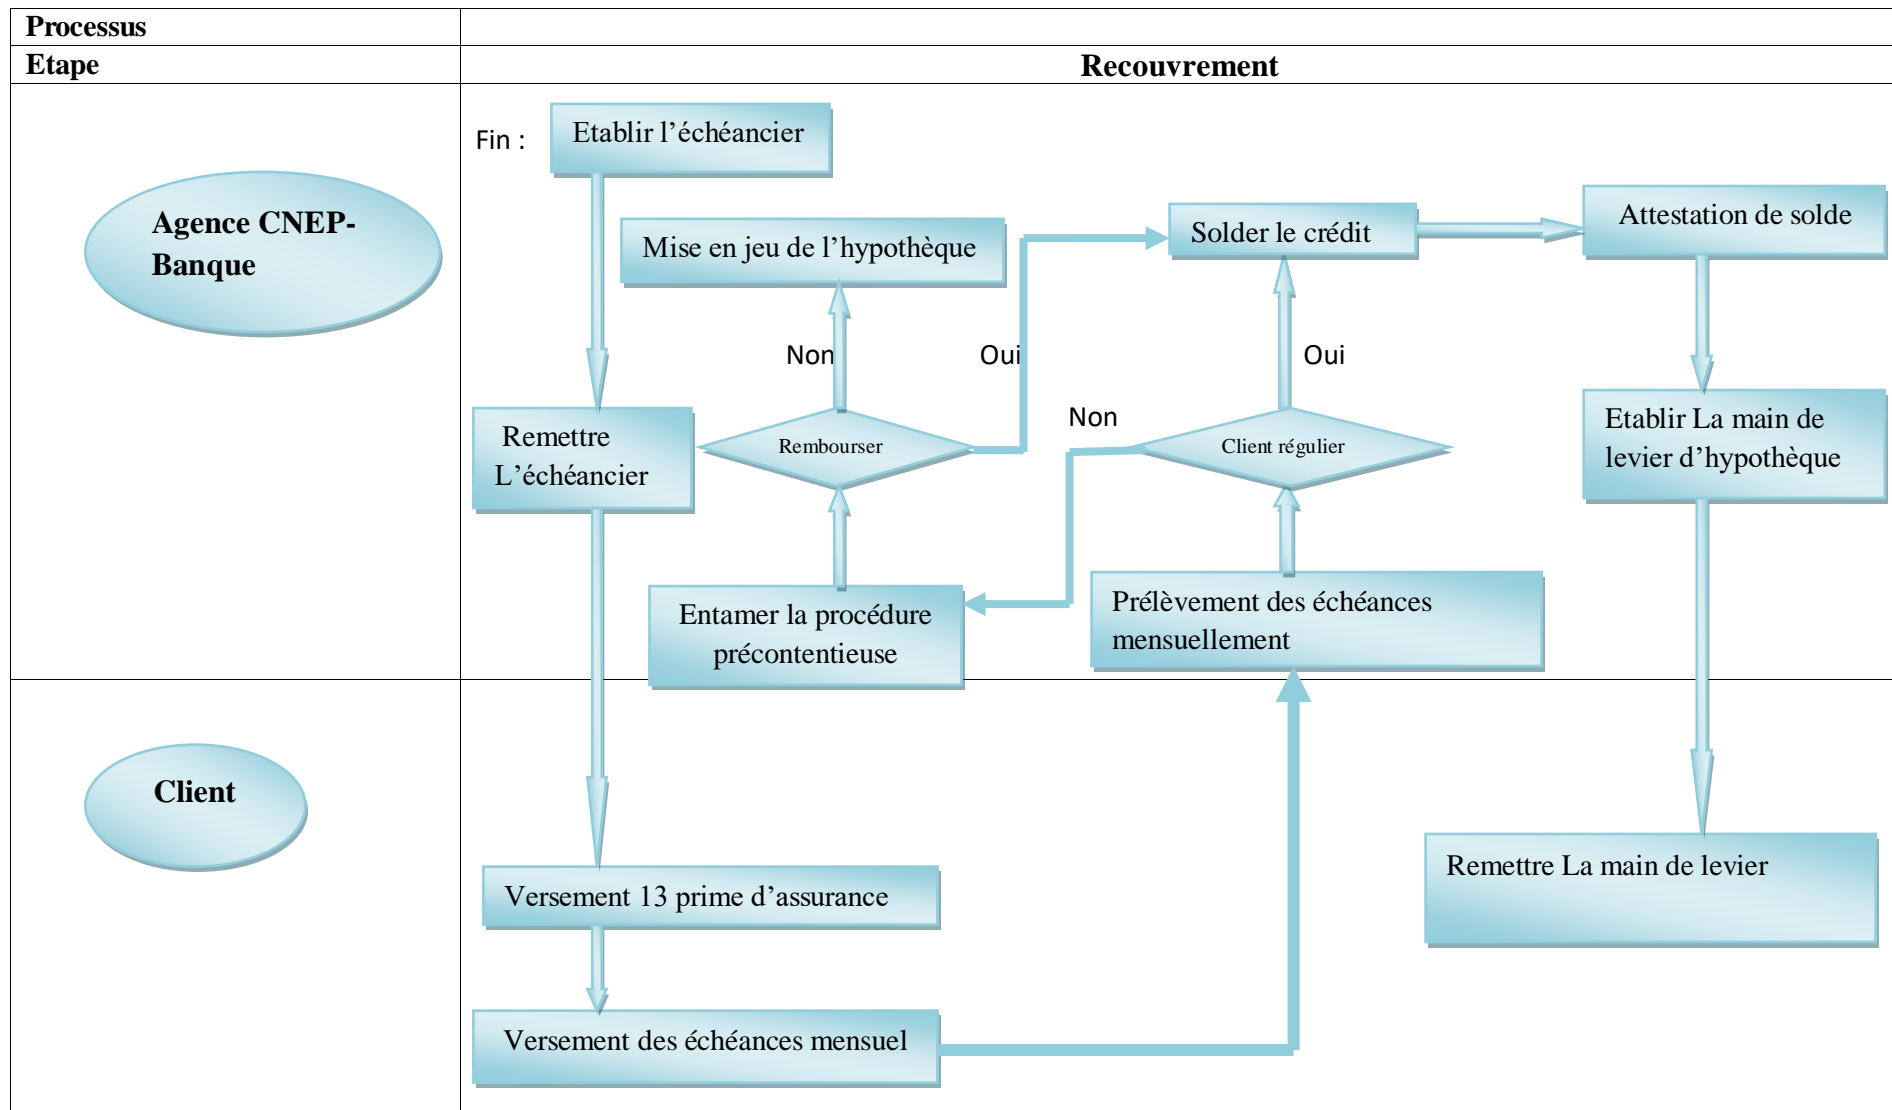 Processus
Etape
Recouvrement
Fin :
Etablir l’échéancier
Agence CNEP-
Banque
Mise en jeu de l’hypothèque
Solder le crédit
Attestation de solde
Non
Oui
Oui
Remettre
L’échéancier
Rembourser
Non
Client régulier
Etablir La main de
levier d’hypothèque
Entamer la procédure
précontentieuse
Prélèvement des échéances
mensuellement
Client
Versement 13 prime d’assurance
Remettre La main de levier
Versement des échéances mensuel